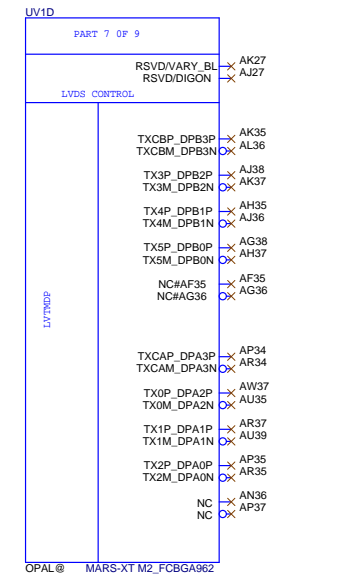 UV1D
PART 7 OF 9
RSVD/VARY_BL AK27
RSVD/DIGON AJ27
LVDS CONTROL
TXCBP_DPB3P AK35
TXCBM_DPB3N AL36
TX3P_DPB2P AJ38
TX3M_DPB2N AK37
TX4P_DPB1P AH35
TX4M_DPB1N AJ36
TX5P_DPB0P AG38
TX5M_DPB0N AH37
NC#AF35 AF35
NC#AG36 AG36
LVTMDP
TXCAP_DPA3P AP34
TXCAM_DPA3N AR34
TX0P_DPA2P AW37
TX0M_DPA2N AU35
TX1P_DPA1P AR37
TX1M_DPA1N AU39
TX2P_DPA0P AP35
TX2M_DPA0N AR35
NC AN36
NC AP37
OPAL@ MARS-XT M2_FCBGA962